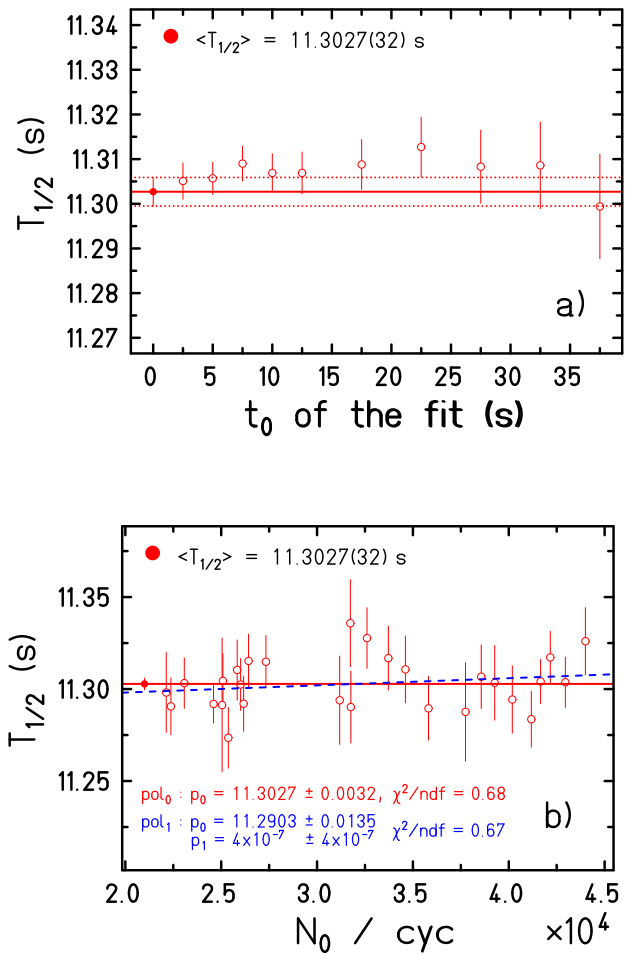 11.34
11.33
11.32
11.31
11.30
11.29
11.28
11.27
T1/2 (s)
<T1/2> = 11.3027(32) s
a)
0 5 10 15 20 25 30 35
t0 of the fit (s)
11.35
11.30
11.25
T1/2 (s)
<T1/2> = 11.3027(32) s
pol0 : p0 = 11.3027 ± 0.0032, χ²/ndf = 0.68
pol1 : p0 = 11.2903 ± 0.0135
χ²/ndf = 0.67
p1 = 4x10⁻⁷ ± 4x10⁻⁷
b)
2.0 2.5 3.0 3.5 4.0 4.5
N0 / cyc ×10⁴